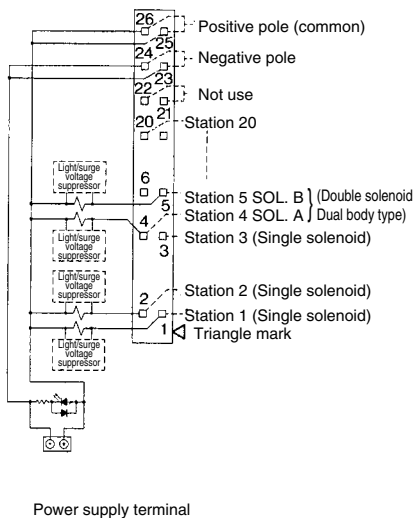 26
Positive pole (common)
25
24
Negative pole
23
22
Not use
21
20
Station 20
6
Light/surge
voltage
suppressor
5
Station 5 SOL. B
(Double solenoid
4
Station 4 SOL. A
Dual body type)
Light/surge
voltage
suppressor
Station 3 (Single solenoid)
3
Light/surge
voltage
suppressor
2
Station 2 (Single solenoid)
Station 1 (Single solenoid)
1
Triangle mark
Light/surge
voltage
suppressor
Power supply terminal